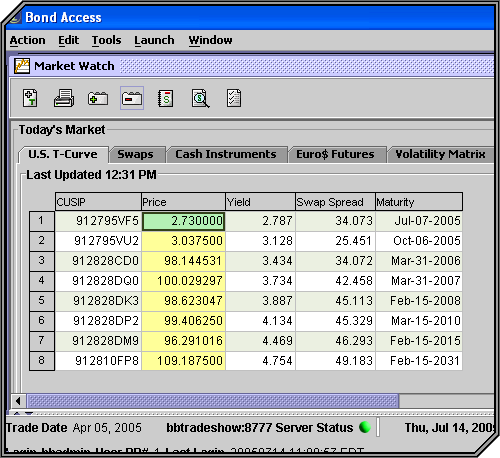 Bond Access
Action Edit Tools Launch Window
Market Watch
Today's Market
U.S. T-Curve Swaps Cash Instruments Euro$ Futures Volatility Matrix
Last Updated 12:31 PM
CUSIP Price Yield Swap Spread Maturity
1 912795VF5 2.730000 2.787 34.073 Jul-07-2005
2 912795VU2 3.037500 3.128 25.451 Oct-06-2005
3 912828CD0 98.144531 3.434 34.072 Mar-31-2006
4 912828DQ0 100.029297 3.734 42.458 Mar-31-2007
5 912828DK3 98.623047 3.887 45.113 Feb-15-2008
6 912828DP2 99.406250 4.134 45.329 Mar-15-2010
7 912828DM9 96.291016 4.469 46.293 Feb-15-2015
8 912810FP8 109.187500 4.754 49.183 Feb-15-2031
Trade Date Apr 05, 2005 bbtradeshow:8777 Server Status Thu, Jul 14, 200